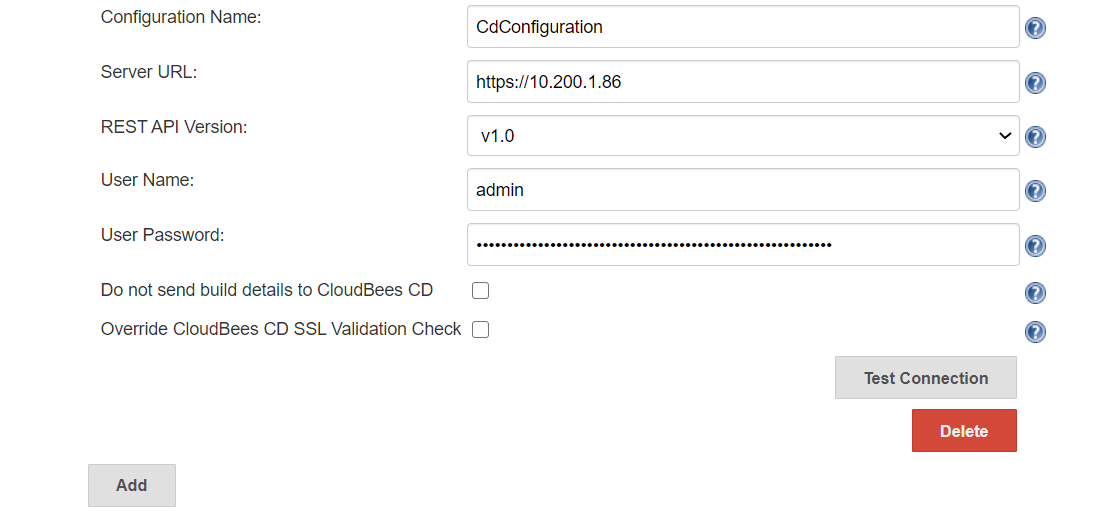 Configuration Name:
CdConfiguration
Server URL:
https://10.200.1.86
REST API Version:
v1.0
User Name:
admin
User Password:
Do not send build details to CloudBees CD
Override CloudBees CD SSL Validation Check
Test Connection
Delete
Add